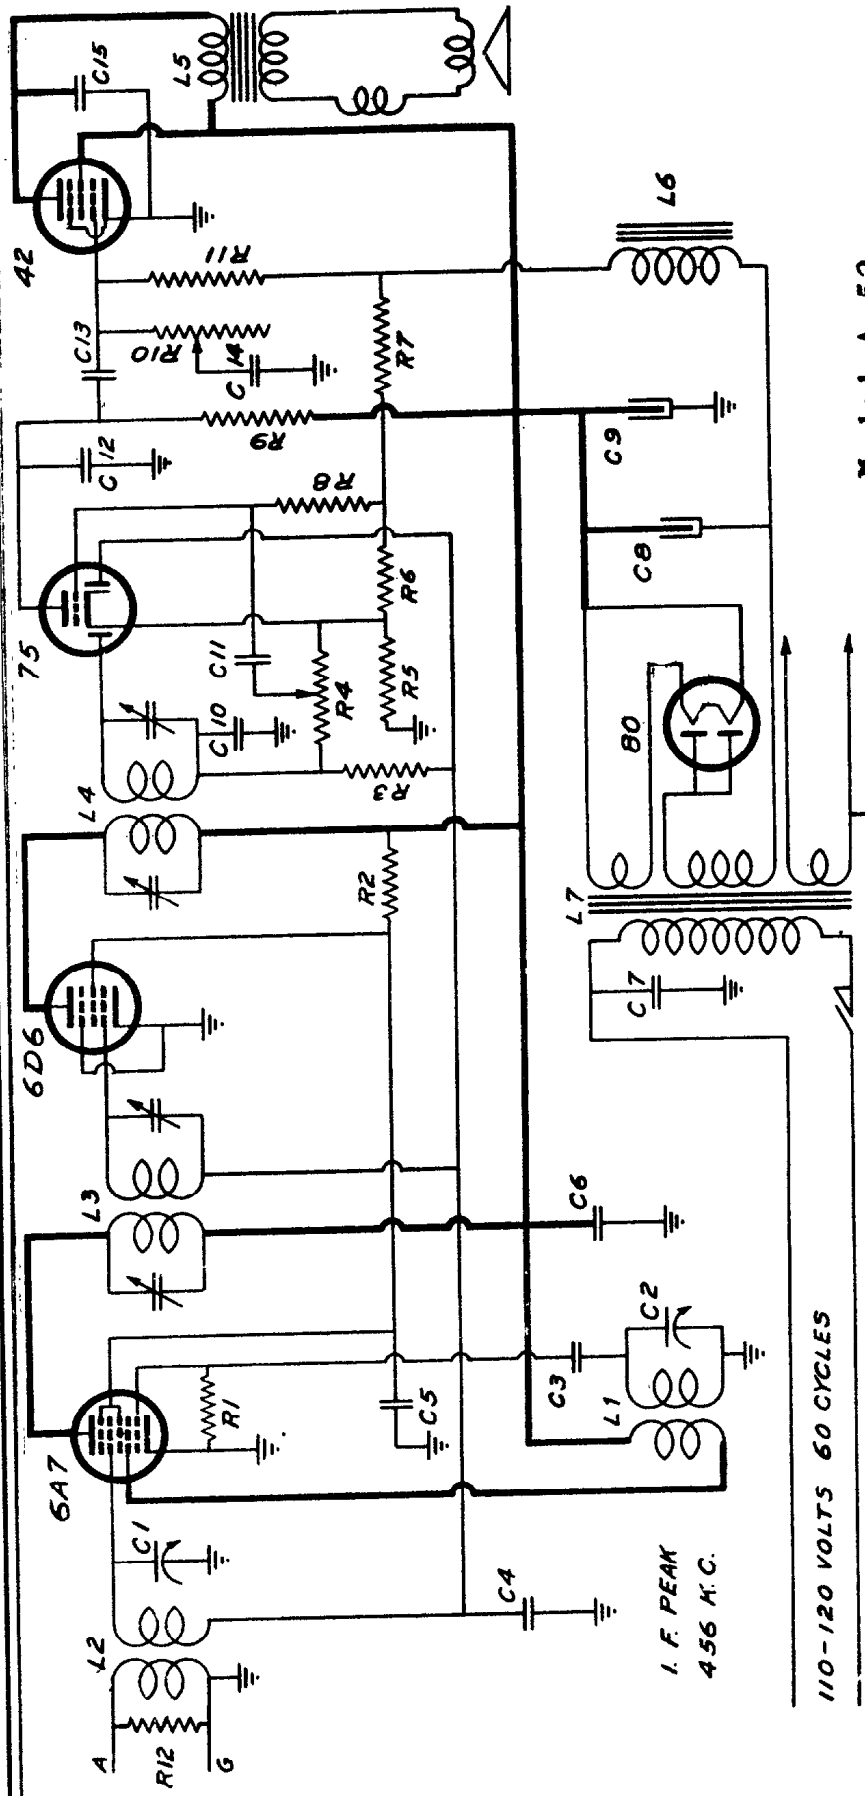 6A7
6D6
75
42
A
G
R12
L2
C1
R1
L3
L4
C10
C11
R4
R8
C12
C13
R9
R10
C14
R11
C15
L5
R3
R5
R6
R7
R2
C4
C5
C3
L1
C2
C6
C7
L7
80
C8
C9
L6
I.F. PEAK
456 K.C.
110-120 VOLTS 60 CYCLES